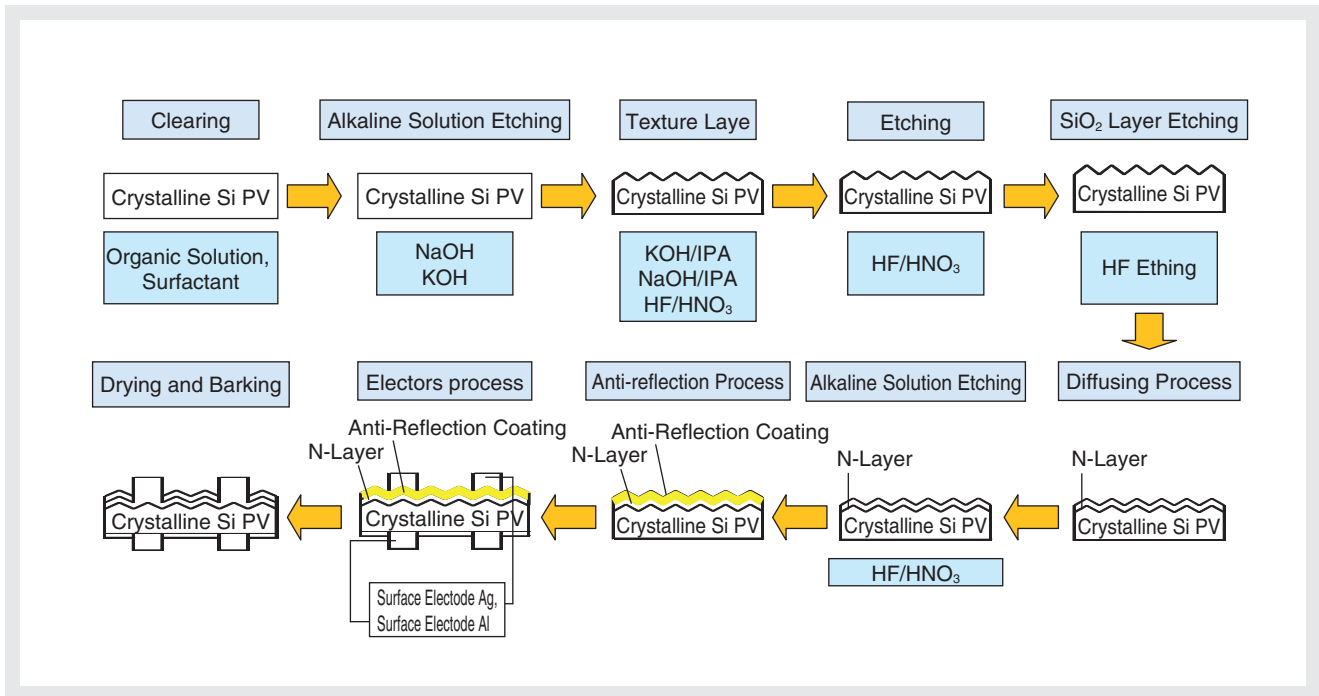 Clearing
Alkaline Solution Etching
Texture Laye
Etching
SiO₂ Layer Etching
Crystalline Si PV
Crystalline Si PV
Crystalline Si PV
Crystalline Si PV
Crystalline Si PV
Organic Solution,
Surfactant
NaOH
KOH
KOH/IPA
NaOH/IPA
HF/HNO₃
HF/HNO₃
HF Ething
Drying and Barking
Electors process
Anti-reflection Process
Alkaline Solution Etching
Diffusing Process
Anti-Reflection Coating
N-Layer
Anti-Reflection Coating
N-Layer
N-Layer
N-Layer
Crystalline Si PV
Crystalline Si PV
Crystalline Si PV
Crystalline Si PV
Crystalline Si PV
HF/HNO₃
Surface Electode Ag,
Surface Electode Al